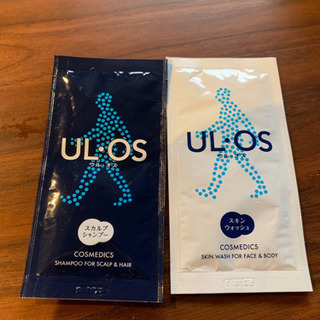 UL·OS
ウル・オス
スカルプ
シャンプー
COSMEDICS
SHAMPOO FOR SCALP & HAIR
UL·OS
ウル・オス
スキン
ウォッシュ
COSMEDICS
SKIN WASH FOR FACE & BODY